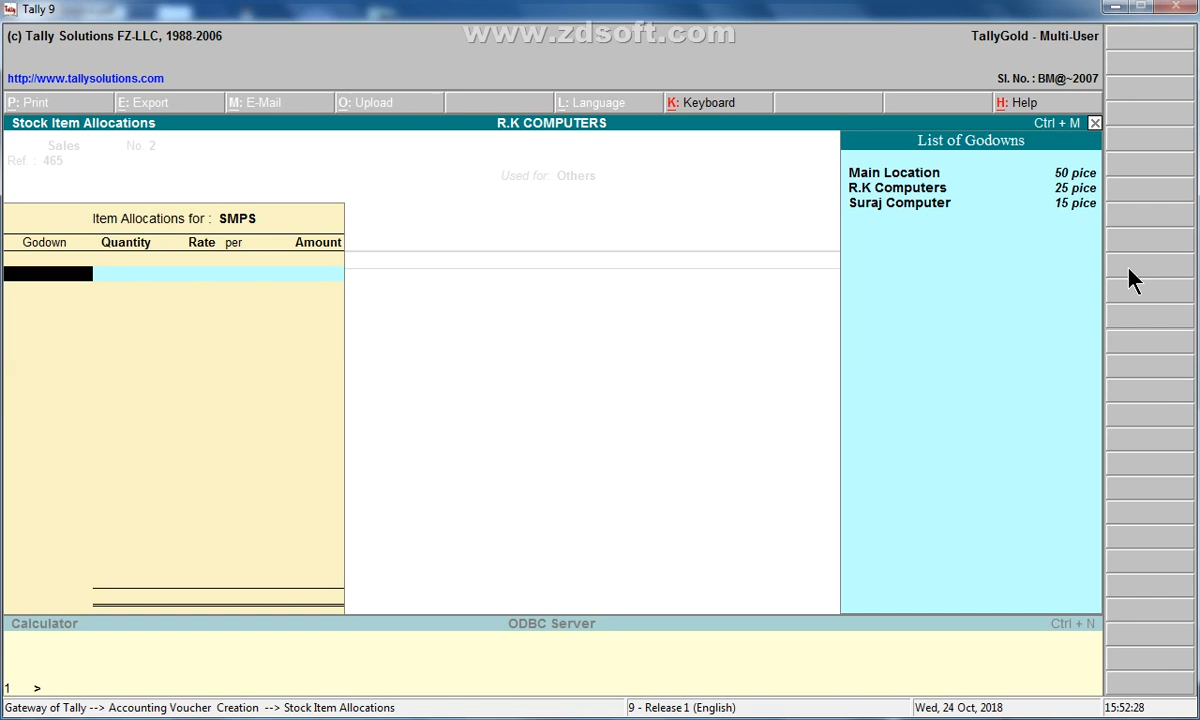 Tally 9
www.zdsoft.com
(c) Tally Solutions FZ-LLC, 1988-2006
TallyGold - Multi-User
http://www.tallysolutions.com
Sl. No. : BM@~2007
P: Print E: Export M: E-Mail O: Upload L: Language K: Keyboard H: Help
Stock Item Allocations R.K COMPUTERS Ctrl + M
List of Godowns
Sales No. 2
Ref. : 465
Used for: Others
Main Location 50 pice
R.K Computers 25 pice
Suraj Computer 15 pice
Item Allocations for : SMPS
Godown Quantity Rate per Amount
Calculator ODBC Server Ctrl + N
1 >
Gateway of Tally --> Accounting Voucher Creation --> Stock Item Allocations 9 - Release 1 (English) Wed, 24 Oct, 2018 15:52:28